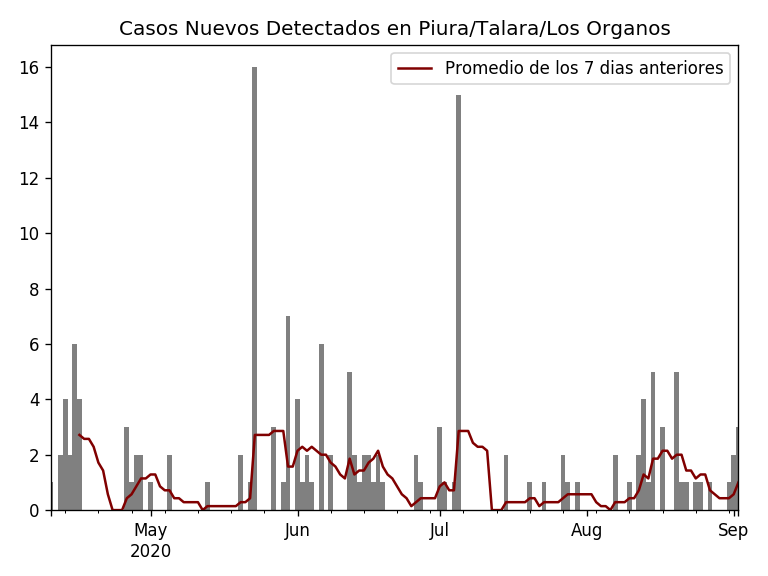 Casos Nuevos Detectados en Piura/Talara/Los Organos
Promedio de los 7 dias anteriores
16
14
12
10
8
6
4
2
0
May
2020
Jun
Jul
Aug
Sep